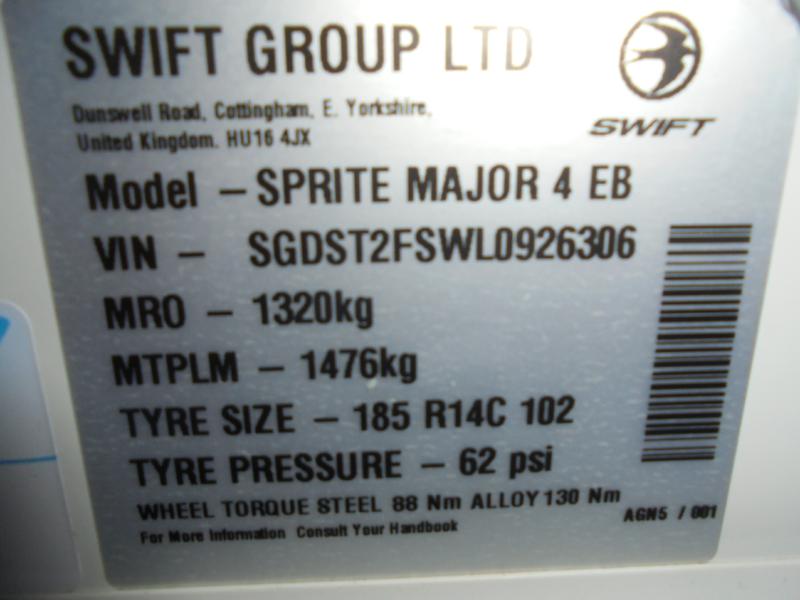 SWIFT GROUP LTD
SWIFT
Dunswell Road, Cottingham, E. Yorkshire,
United Kingdom. HU16 4JX
Model – SPRITE MAJOR 4 EB
VIN – SGDST2FSWL0926306
MRO – 1320kg
MTPLM – 1476kg
TYRE SIZE – 185 R14C 102
TYRE PRESSURE – 62 psi
WHEEL TORQUE STEEL 88 Nm ALLOY 130 Nm
For More Information Consult Your Handbook
AGN5 / 001